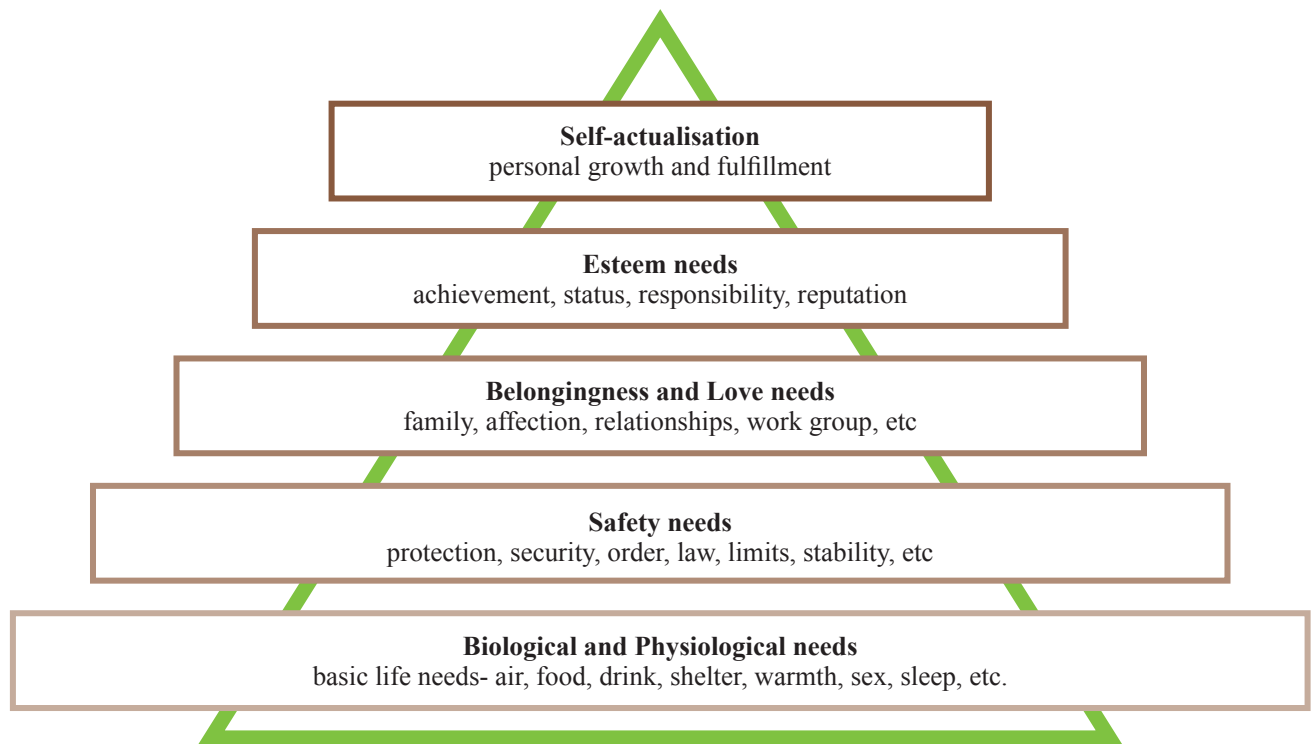 Self-actualisation
personal growth and fulfillment
Esteem needs
achievement, status, responsibility, reputation
Belongingness and Love needs
family, affection, relationships, work group, etc
Safety needs
protection, security, order, law, limits, stability, etc
Biological and Physiological needs
basic life needs- air, food, drink, shelter, warmth, sex, sleep, etc.